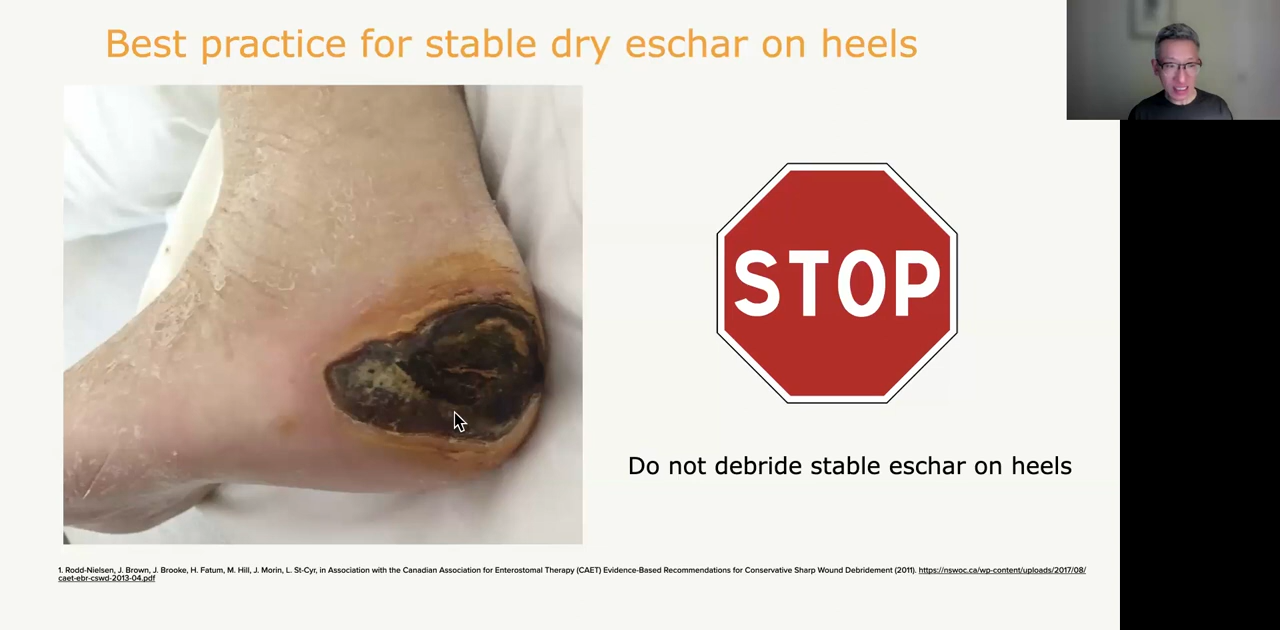 Best practice for stable dry eschar on heels
STOP
Do not debride stable eschar on heels
1. Rodd-Nielsen, J. Brown, J. Brooke, H. Fatum, M. Hill, J. Morin, L. St-Cyr, in Association with the Canadian Association for Enterostomal Therapy (CAET) Evidence-Based Recommendations for Conservative Sharp Wound Debridement (2011). https://nswoc.ca/wp-content/uploads/2017/08/
caet-ebr-cswd-2013-04.pdf